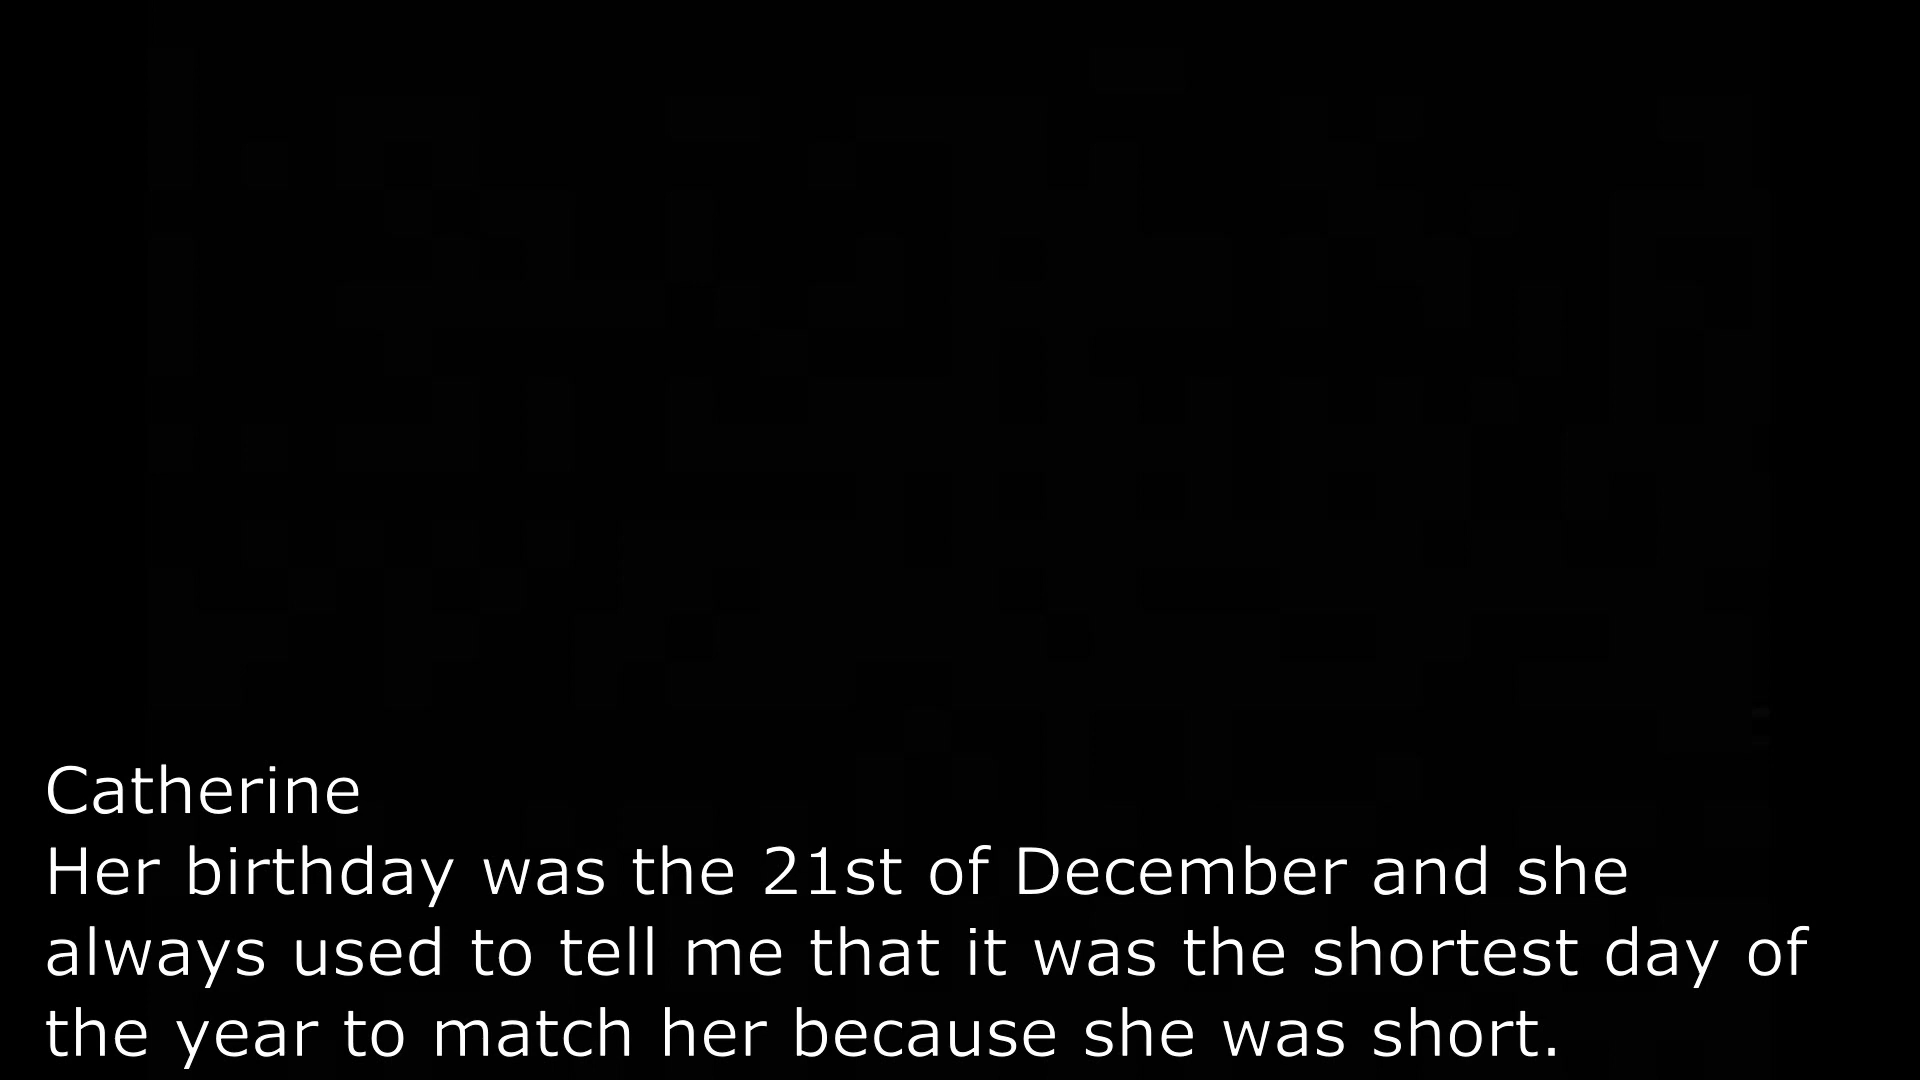 Catherine
Her birthday was the 21st of December and she
always used to tell me that it was the shortest day of
the year to match her because she was short.